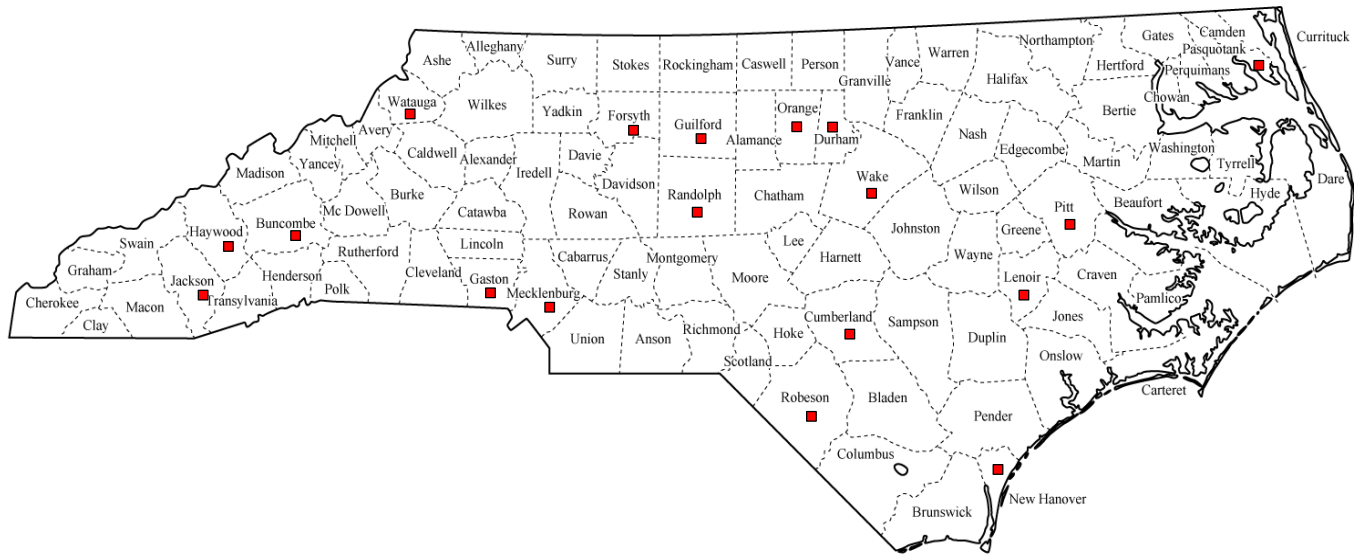 Currituck
Camden
Gates
Pasquotank
Northampton
Alleghany
Warren
Ashe
Surry
Stokes
Rockingham
Caswell
Person
Vance
Hertford
Perquimans
Granville
Halifax
Chowan
Watauga
Wilkes
Yadkin
Forsyth
Orange
Bertie
Franklin
Guilford
Avery
Mitchell
Alamance
Durham
Nash
Edgecombe
Washington
Caldwell
Alexander
Davie
Yancey
Martin
Tyrrell
Madison
Iredell
Wake
Dare
Davidson
Wilson
Burke
Randolph
Chatham
Hyde
Beaufort
Mc Dowell
Catawba
Rowan
Pitt
Buncombe
Haywood
Johnston
Greene
Swain
Lincoln
Lee
Rutherford
Cabarrus
Montgomery
Harnett
Wayne
Graham
Cleveland
Stanly
Moore
Lenoir
Craven
Henderson
Gaston
Jackson
Polk
Mecklenburg
Cherokee
Macon
Transylvania
Pamlico
Cumberland
Jones
Clay
Sampson
Union
Anson
Richmond
Hoke
Duplin
Onslow
Scotland
Carteret
Robeson
Bladen
Pender
Columbus
New Hanover
Brunswick